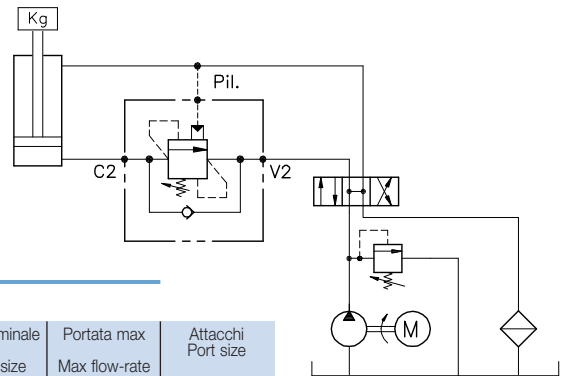 Kg
Pil.
C2
V2
M
minale
Portata max
Attacchi
Port size
size
Max flow-rate